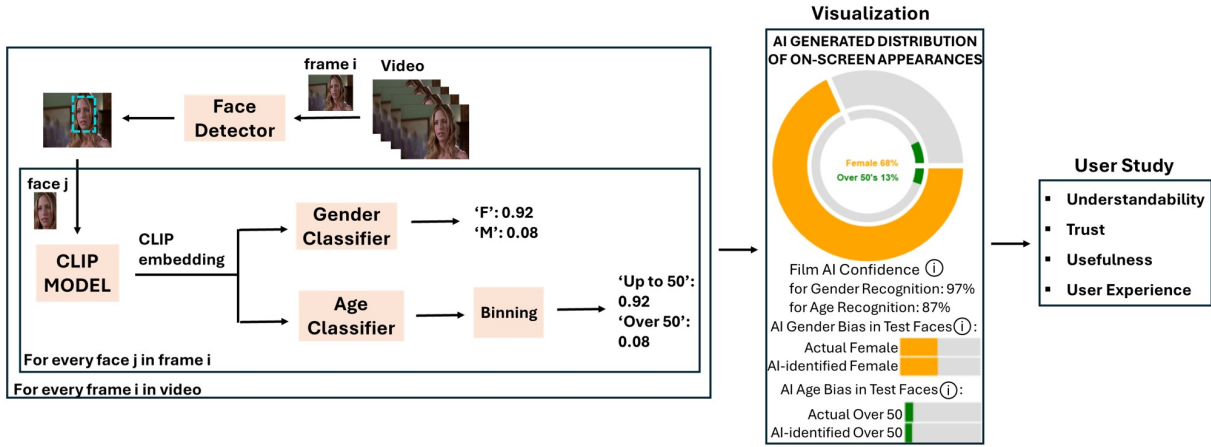 Visualization
frame i
Video
Face
Detector
face j
CLIP
MODEL
CLIP
embedding
Gender
Classifier
'F': 0.92
'M': 0.08
Age
Classifier
Binning
'Up to 50':
0.92
'Over 50':
0.08
For every face j in frame i
For every frame i in video
AI GENERATED DISTRIBUTION
OF ON-SCREEN APPEARANCES
Female 68%
Over 50's 13%
Film AI Confidence i
for Gender Recognition: 97%
for Age Recognition: 87%
AI Gender Bias in Test Faces i :
Actual Female
AI-identified Female
AI Age Bias in Test Faces i :
Actual Over 50
AI-identified Over 50
User Study
▪ Understandability
▪ Trust
▪ Usefulness
▪ User Experience